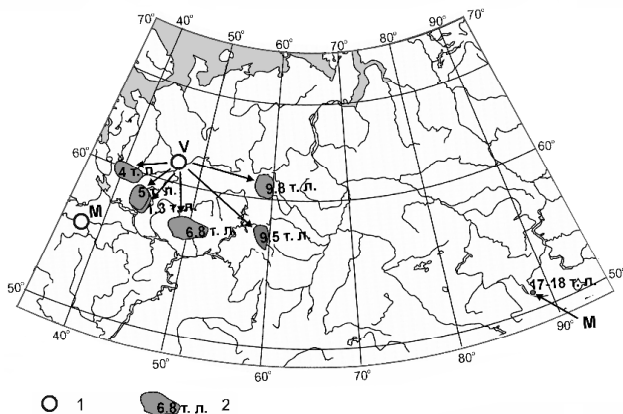 70° 40° 50° 60° 70° 80° 90° 70°
60° V 60°
4 т. л. 9.8 т. л.
5 т. л.
1.3 т. л.
M 6.8 т. л. 9.5 т. л.
50° 17-18 т. л. 50°
40° 50° 60° 70° 80° 90° M
1 6.8 т. л. 2